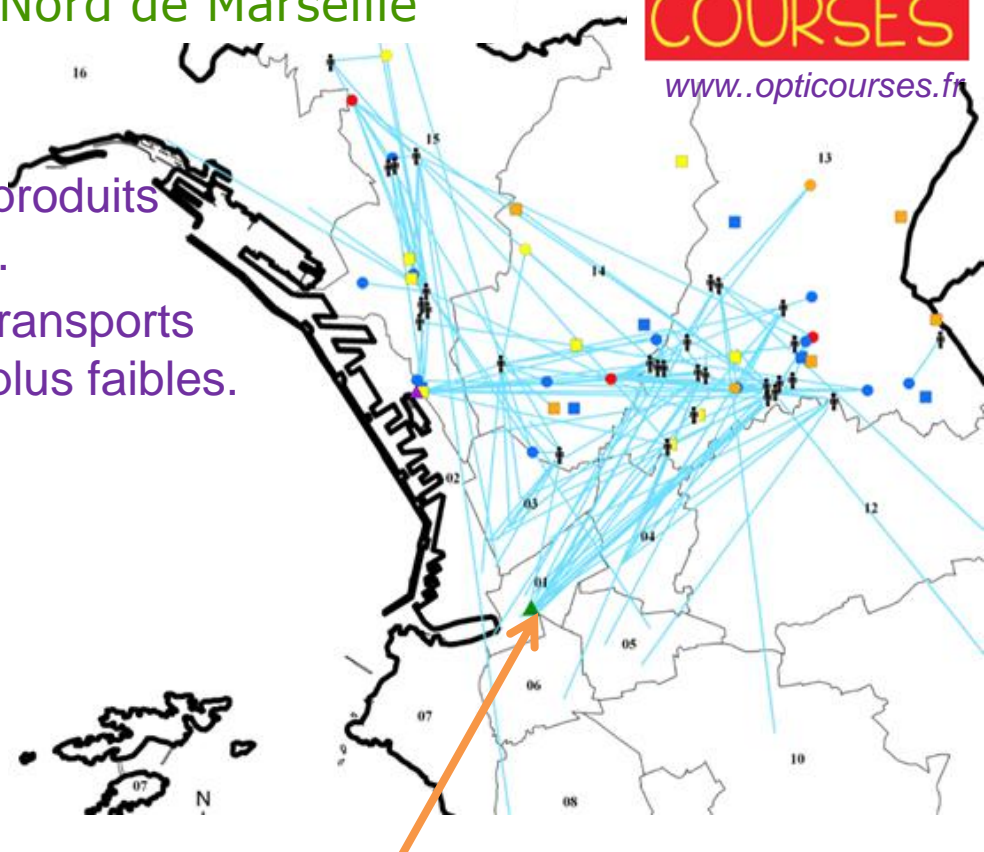 Nord de Marseille
COURSES
www..opticourses.fr
produits
.
ransports
plus faibles.
16
15
13
14
02
03
12
04
01
05
06
07
10
08
07
N